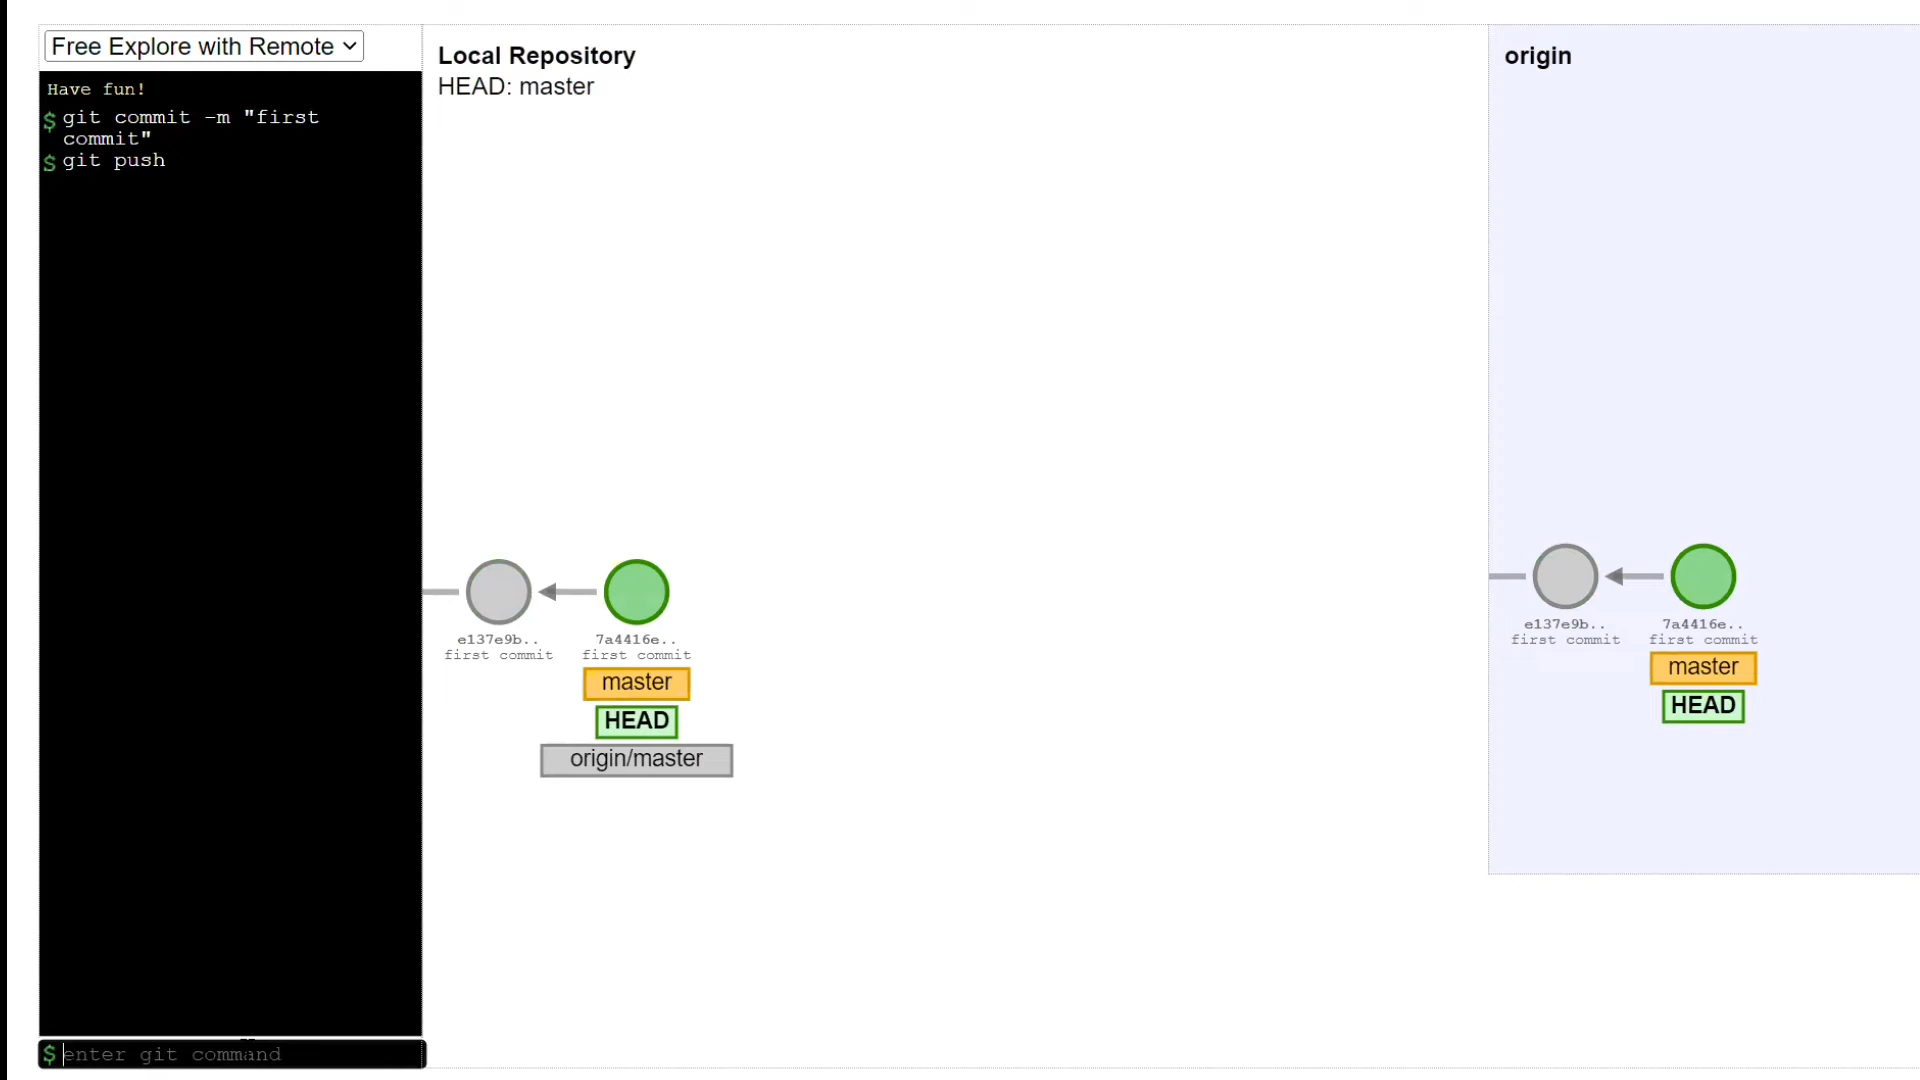 Free Explore with Remote
Have fun!
$ git commit -m "first
commit"
$ git push
$ enter git command
Local Repository
HEAD: master
e137e9b..
first commit
7a4416e..
first commit
master
HEAD
origin/master
origin
e137e9b..
first commit
7a4416e..
first commit
master
HEAD